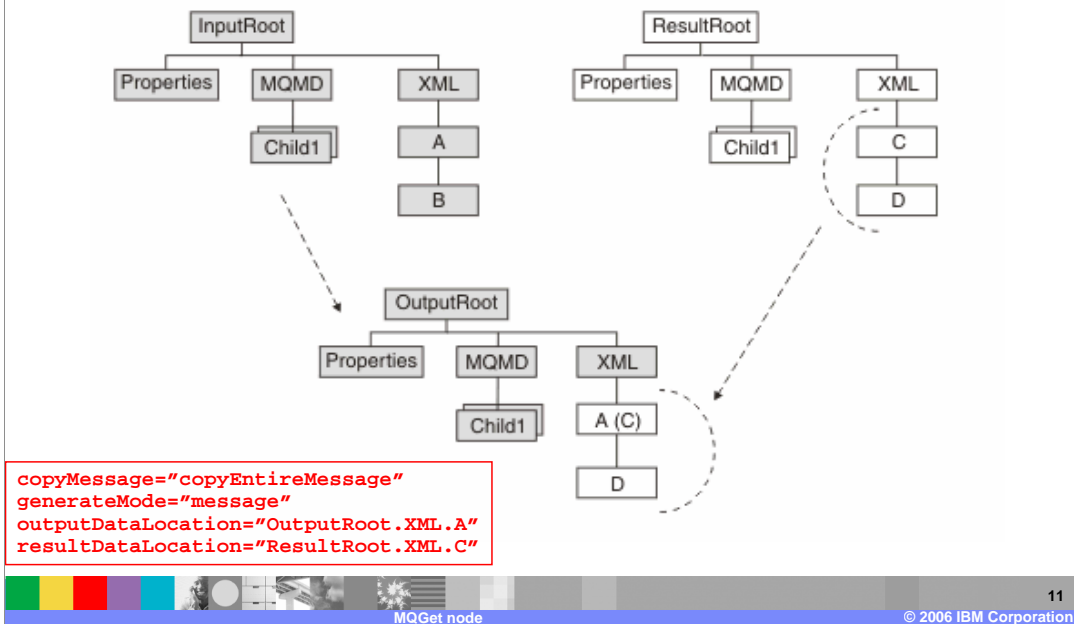 InputRoot
Properties MQMD XML
Child1 A
B
ResultRoot
Properties MQMD XML
Child1 C
D
OutputRoot
Properties MQMD XML
Child1 A (C)
D
copyMessage="copyEntireMessage"
generateMode="message"
outputDataLocation="OutputRoot.XML.A"
resultDataLocation="ResultRoot.XML.C"
11
MQGet node © 2006 IBM Corporation